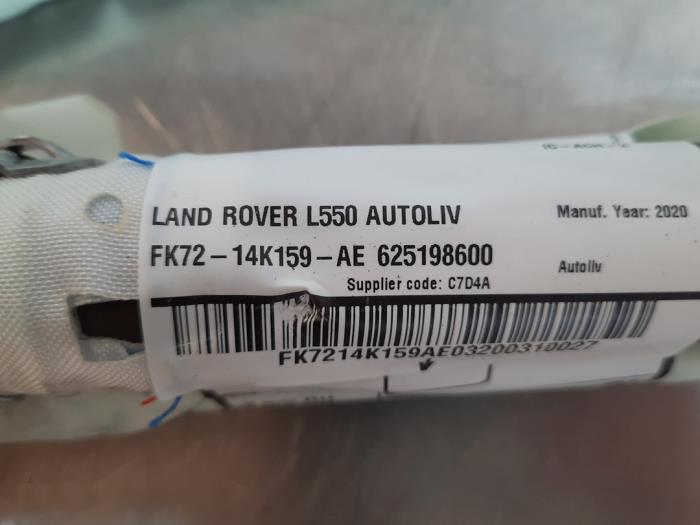 LAND ROVER L550 AUTOLIV
Manuf. Year: 2020
FK72-14K159-AE 625198600
Autoliv
Supplier code: C7D4A
FK7214K159AE03200310027